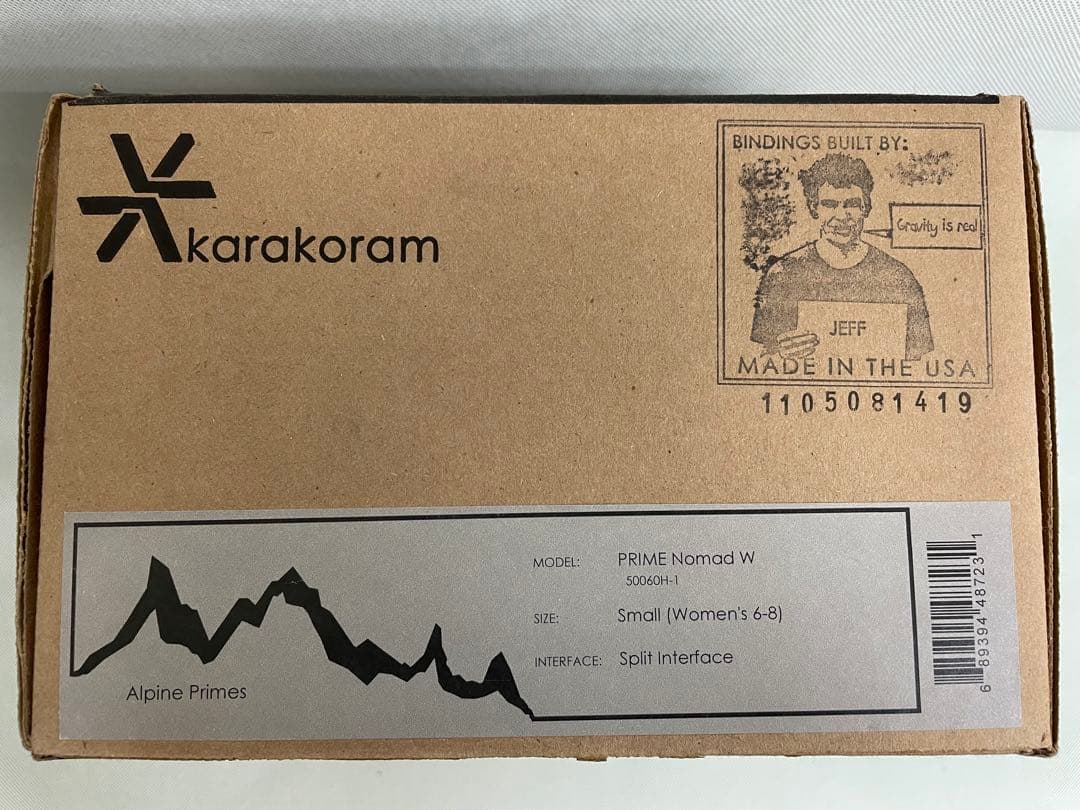 karakoram
BINDINGS BUILT BY:
Gravity is real
JEFF
MADE IN THE USA
1105081419
MODEL: PRIME Nomad W
50060H-1
SIZE: Small (Women's 6-8)
INTERFACE: Split Interface
Alpine Primes
6 89394 48723 1